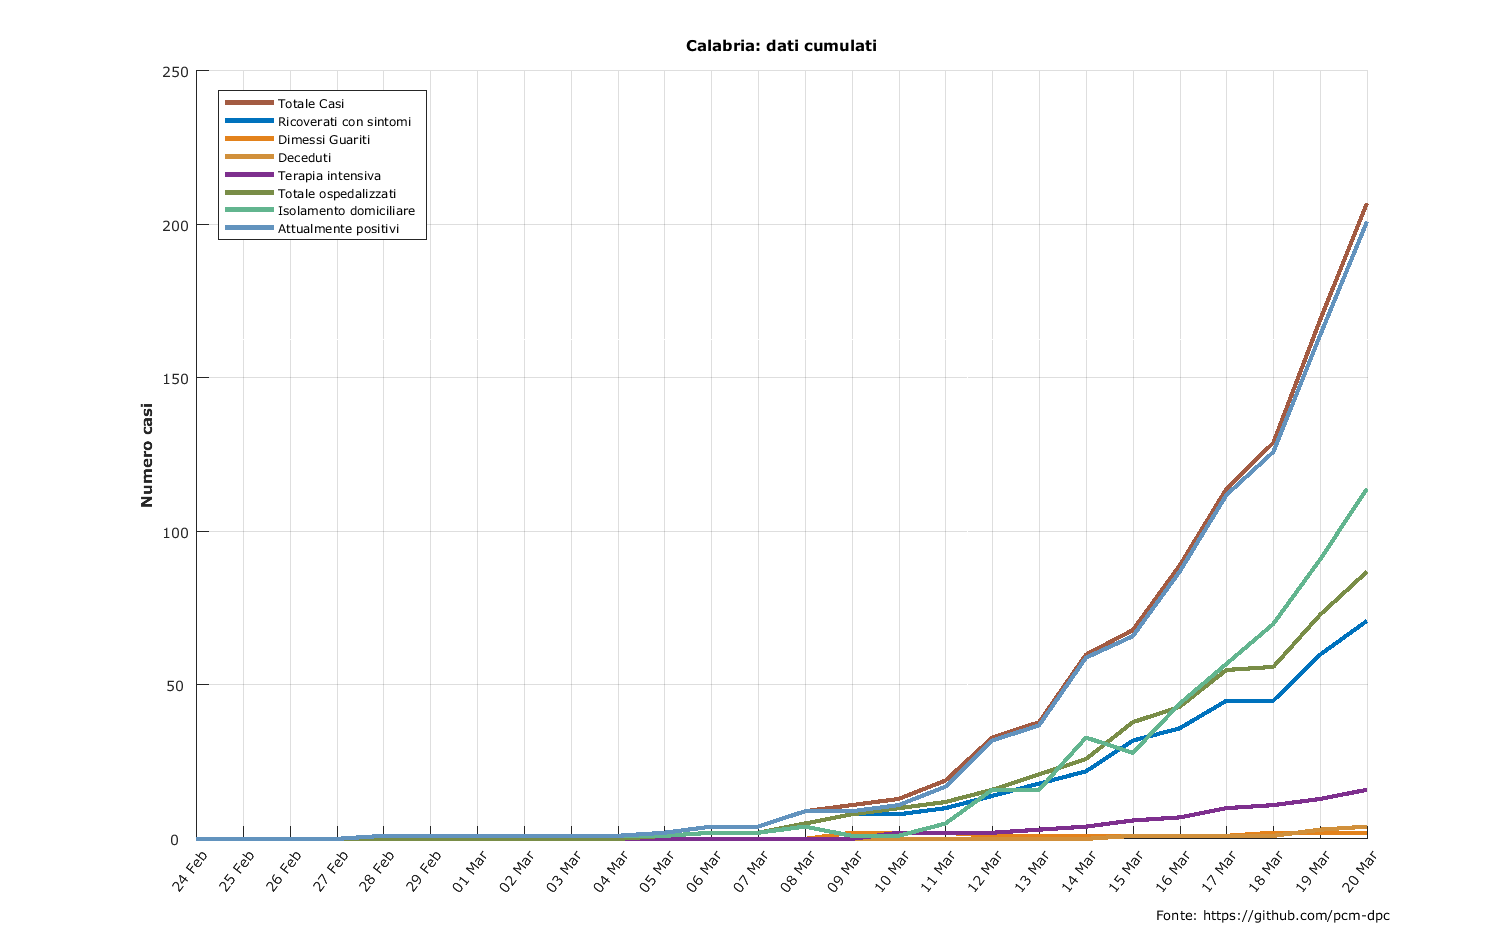 Calabria: dati cumulati
250
200
150
100
50
0
Numero casi
Totale Casi
Ricoverati con sintomi
Dimessi Guariti
Deceduti
Terapia intensiva
Totale ospedalizzati
Isolamento domiciliare
Attualmente positivi
24 Feb
25 Feb
26 Feb
27 Feb
28 Feb
29 Feb
01 Mar
02 Mar
03 Mar
04 Mar
05 Mar
06 Mar
07 Mar
08 Mar
09 Mar
10 Mar
11 Mar
12 Mar
13 Mar
14 Mar
15 Mar
16 Mar
17 Mar
18 Mar
19 Mar
20 Mar
Fonte: https://github.com/pcm-dpc